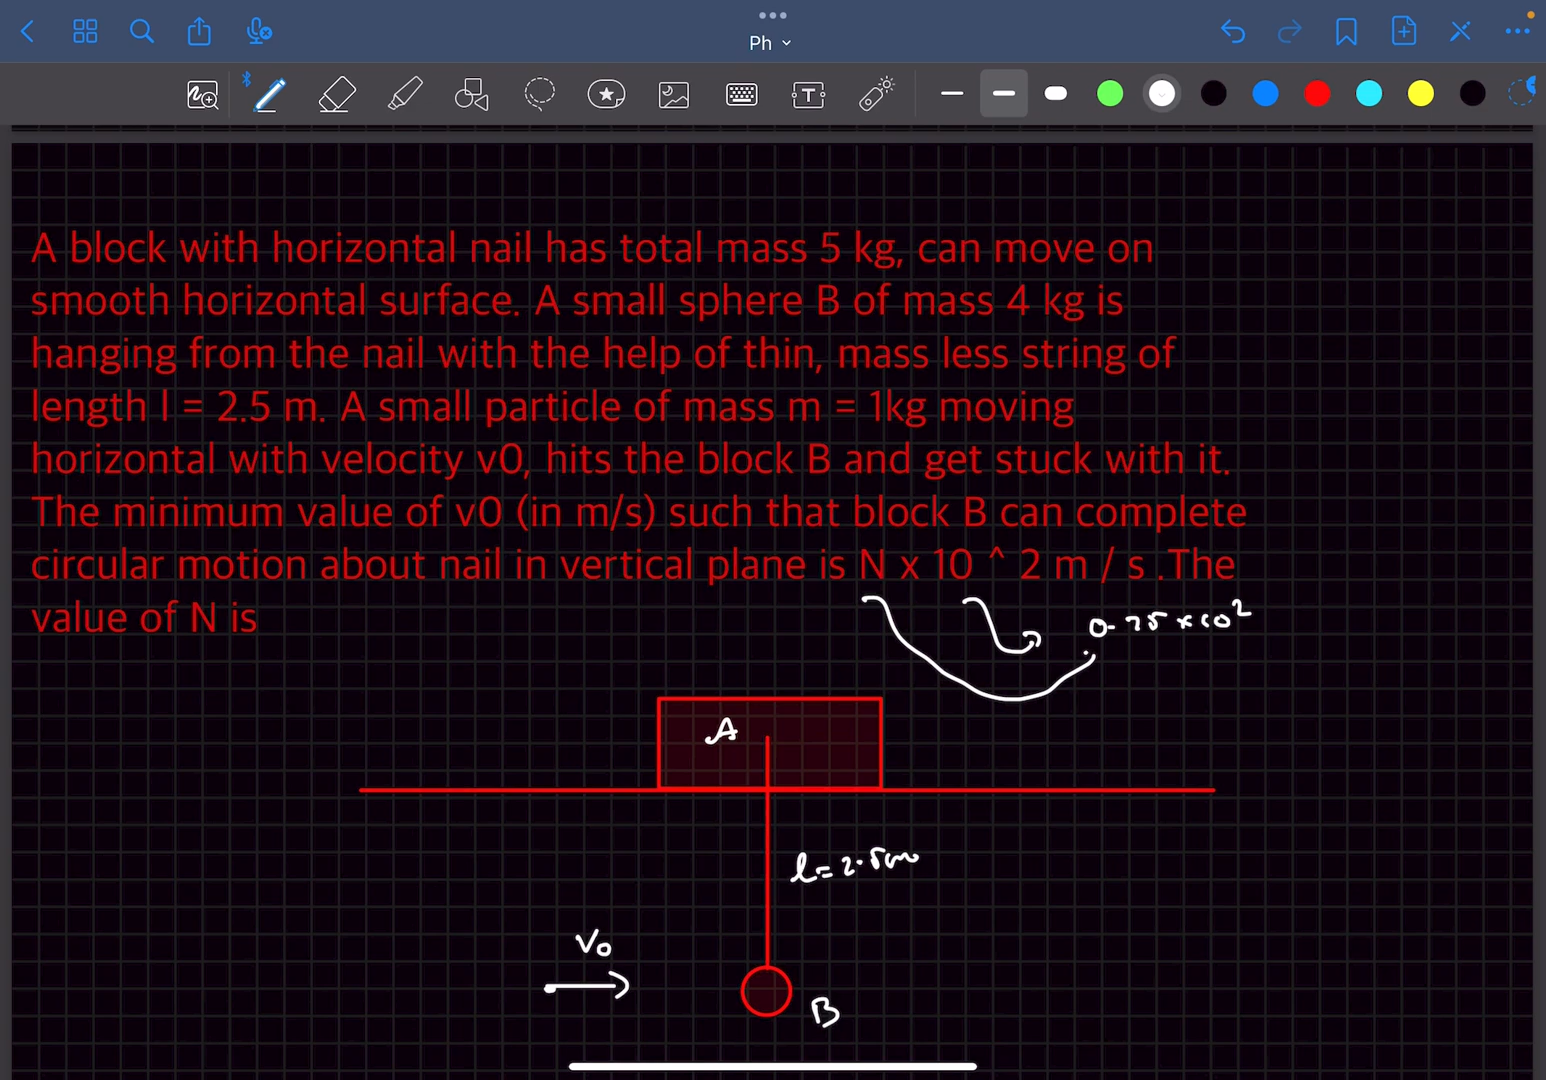 Ph
T
A block with horizontal nail has total mass 5 kg, can move on
smooth horizontal surface. A small sphere B of mass 4 kg is
hanging from the nail with the help of thin, mass less string of
length l = 2.5 m. A small particle of mass m = 1kg moving
horizontal with velocity v0, hits the block B and get stuck with it.
The minimum value of v0 (in m/s) such that block B can complete
circular motion about nail in vertical plane is N x 10 ^ 2 m / s .The
value of N is
0.75 × 10²
A
l = 2.5m
V₀
B